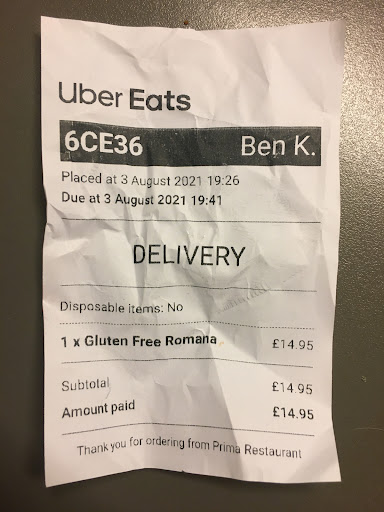 Uber Eats
6CE36 Ben K.
Placed at 3 August 2021 19:26
Due at 3 August 2021 19:41
DELIVERY
Disposable items: No
1 x Gluten Free Romana £14.95
Subtotal £14.95
Amount paid £14.95
Thank you for ordering from Prima Restaurant